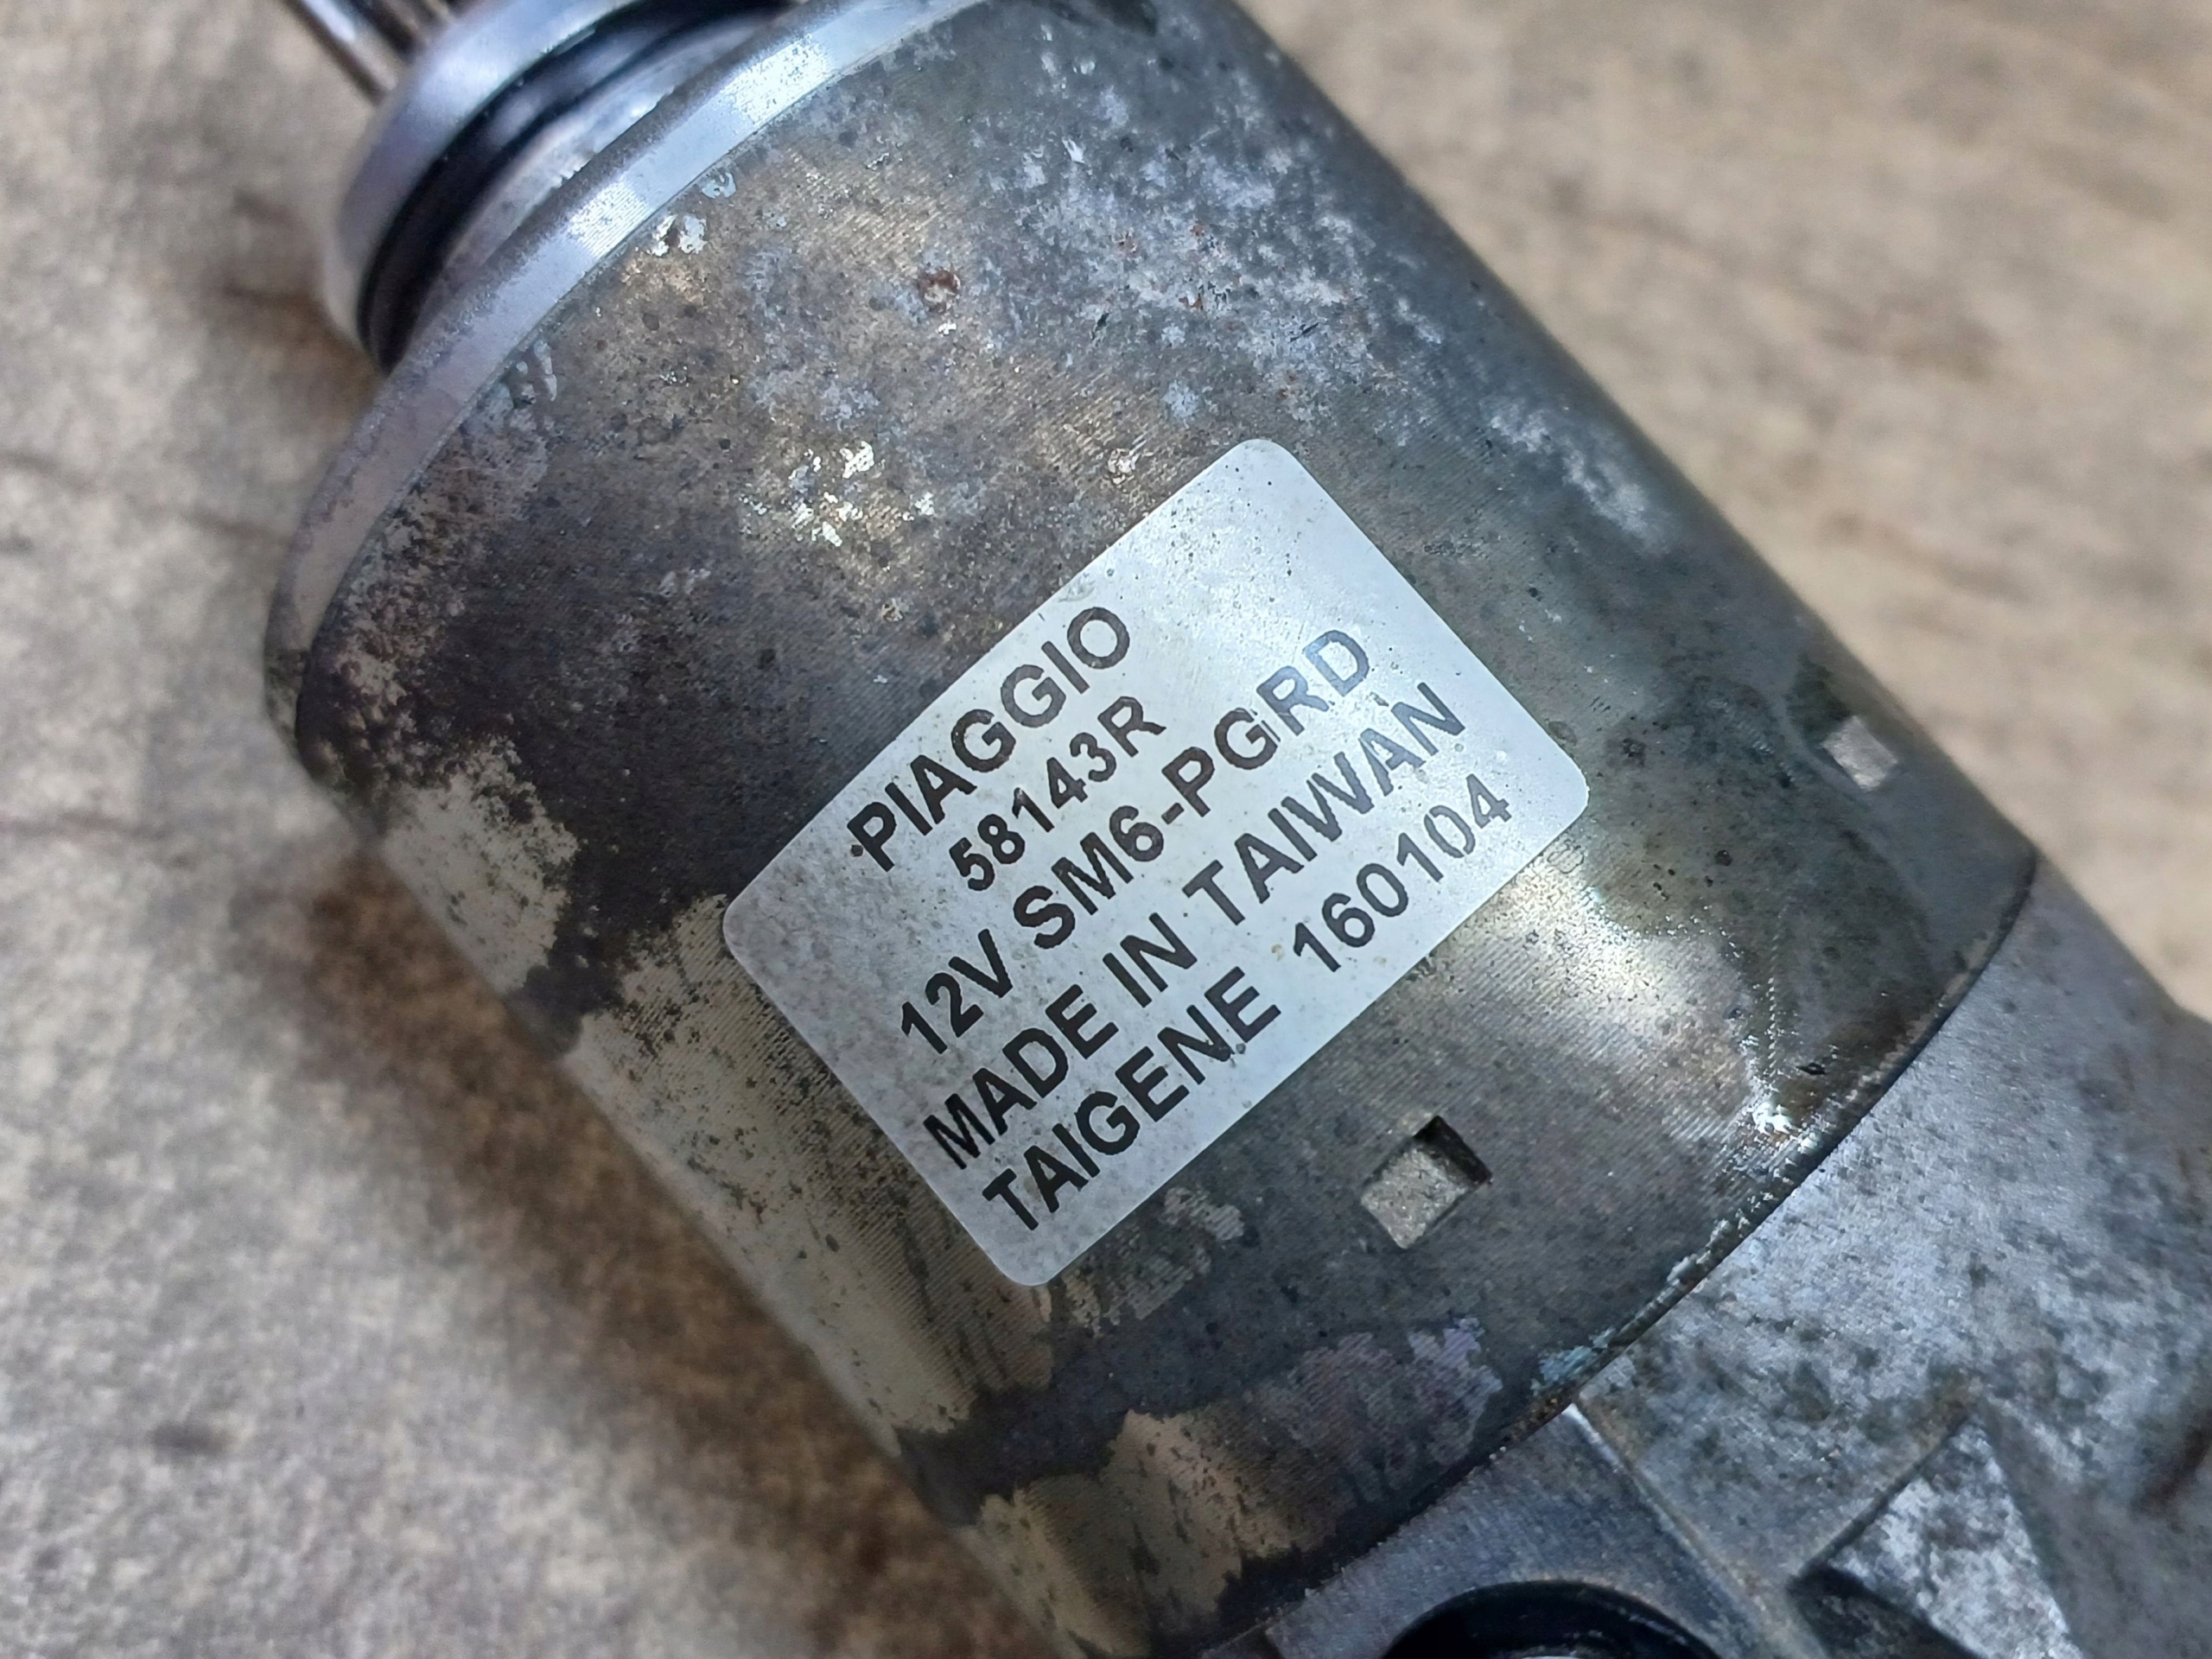 PIAGGIO
58143R
12V SM6-PGRD
MADE IN TAIWAN
TAIGENE 160104